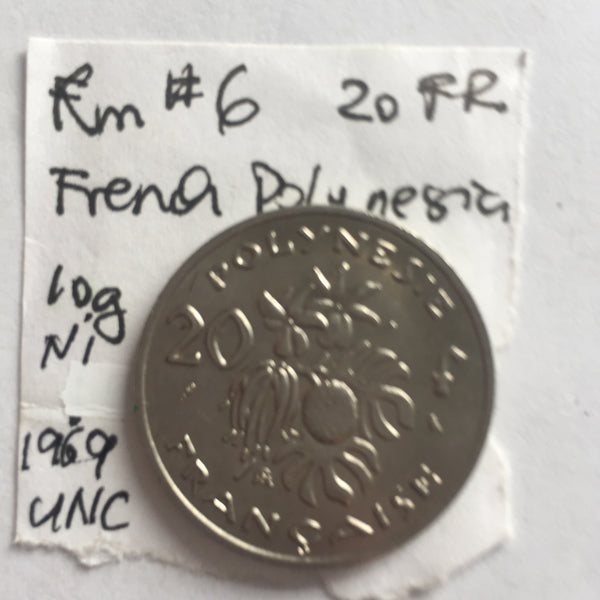 Km #6 20 FR
French Polynesia
10g
Ni
1969
UNC
POLYNESIE
20 F.
FRANÇAISE